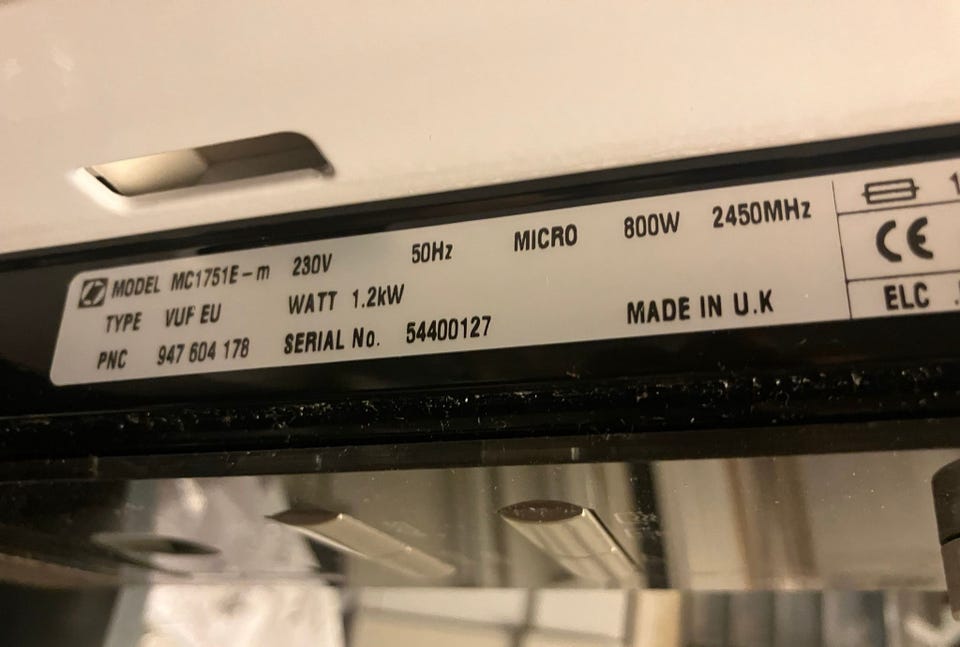 MODEL MC1751E-m 230V 50Hz MICRO 800W 2450MHz
TYPE VUF EU WATT 1.2kW
PNC 947 604 178 SERIAL No. 54400127 MADE IN U.K
1
CE
ELC